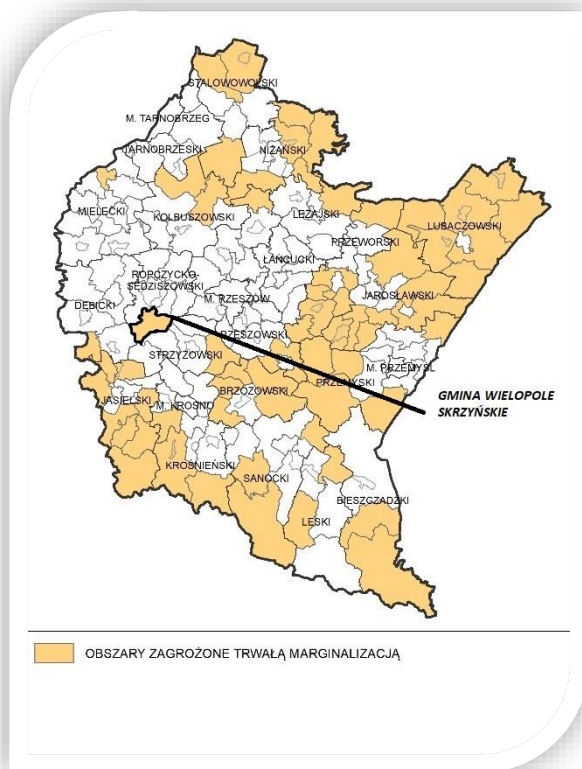 STALOWOWOLSKI
M. TARNOBRZEG
TARNOBRZESKI
NIŻAŃSKI
MIELECKI
KOLBUSZOWSKI
LEŻAJSKI
LUBACZOWSKI
PRZEWORSKI
ŁAŃCUCKI
ROPCZYCKO-
SĘDZISZOWSKI
JAROSŁAWSKI
DĘBICKI
M. RZESZÓW
RZESZOWSKI
STRZYŻOWSKI
M. PRZEMYŚL
PRZEMYSKI
BRZOZOWSKI
JASIELSKI
M. KROSNO
GMINA WIELOPOLE
SKRZYŃSKIE
KROŚNIEŃSKI
SANOCKI
BIESZCZADZKI
LESKI
OBSZARY ZAGROŻONE TRWAŁĄ MARGINALIZACJĄ